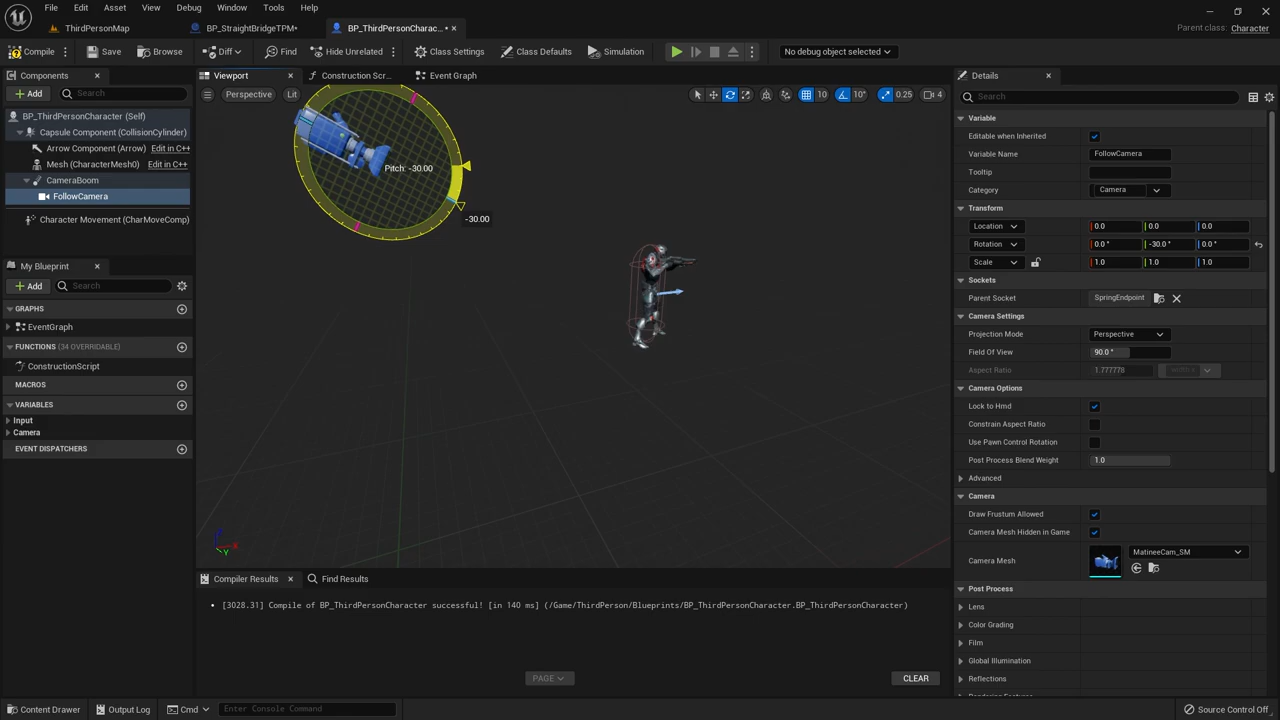 File Edit Asset View Debug Window Tools Help
ThirdPersonMap BP_StraightBridgeTPM* BP_ThirdPersonCharac...* Parent class: Character
Compile Save Browse Diff Find Hide Unrelated Class Settings Class Defaults Simulation No debug object selected
Components
Add Search
BP_ThirdPersonCharacter (Self)
Capsule Component (CollisionCylinder)
Arrow Component (Arrow) Edit in C++
Mesh (CharacterMesh0) Edit in C++
CameraBoom
FollowCamera
Character Movement (CharMoveComp)
My Blueprint
Add Search
GRAPHS
EventGraph
FUNCTIONS (34 OVERRIDABLE)
ConstructionScript
MACROS
VARIABLES
Input
Camera
EVENT DISPATCHERS
Viewport Construction Scr... Event Graph
Perspective Lit 10 10° 0.25 4
Pitch: -30.00
-30.00
X
Y
Compiler Results Find Results
[3028.31] Compile of BP_ThirdPersonCharacter successful! [in 140 ms] (/Game/ThirdPerson/Blueprints/BP_ThirdPersonCharacter.BP_ThirdPersonCharacter)
PAGE CLEAR
Details
Search
Variable
Editable when Inherited
Variable Name FollowCamera
Tooltip
Category Camera
Transform
Location 0.0 0.0 0.0
Rotation 0.0 ° -30.0 ° 0.0 °
Scale 1.0 1.0 1.0
Sockets
Parent Socket SpringEndpoint
Camera Settings
Projection Mode Perspective
Field Of View 90.0 °
Aspect Ratio 1.777778
Camera Options
Lock to Hmd
Constrain Aspect Ratio
Use Pawn Control Rotation
Post Process Blend Weight 1.0
Advanced
Camera
Draw Frustum Allowed
Camera Mesh Hidden in Game
Camera Mesh MatineeCam_SM
Post Process
Lens
Color Grading
Film
Global Illumination
Reflections
Content Drawer Output Log Cmd Enter Console Command Source Control Off